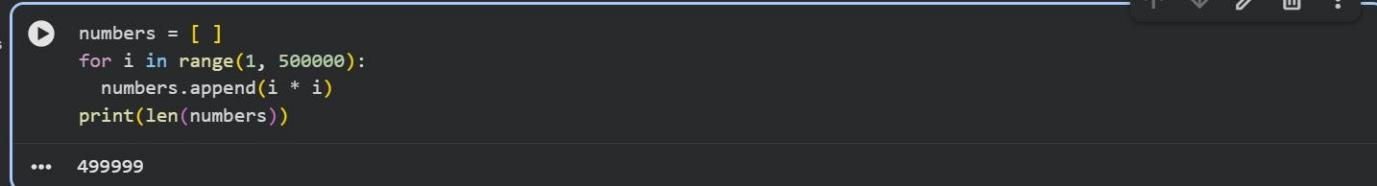 numbers = [ ]
for i in range(1, 500000):
  numbers.append(i * i)
print(len(numbers))
499999